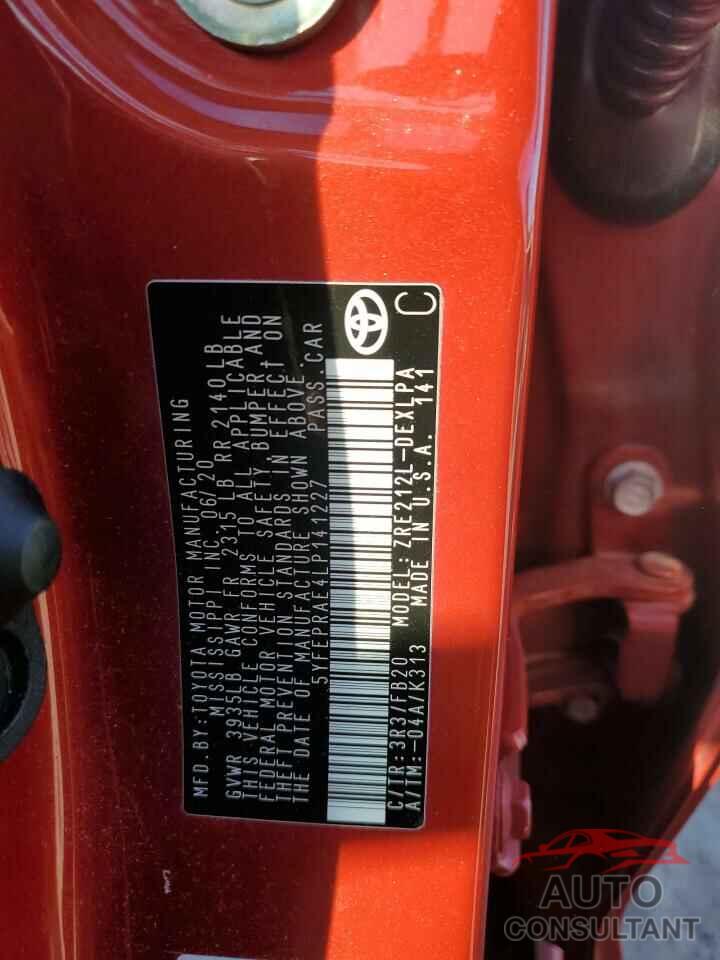 MFD.BY:TOYOTA MOTOR MANUFACTURING
MISSISSIPPI INC. 06/20
GVWR 3935LB GAWR FR 2315 LB RR 2140 LB
THIS VEHICLE CONFORMS TO ALL APPLICABLE
FEDERAL MOTOR VEHICLE SAFETY BUMPER, AND
THEFT PREVENTION STANDARDS IN EFFECT ON
THE DATE OF MANUFACTURE SHOWN ABOVE.
5YFEPRAE4LP141227 PASS.CAR
C/TR:3R3/FB20 MODEL:ZRE212L-DEXLPA
A/TM:-04A/K313 MADE IN U.S.A. 141
C
AUTO
CONSULTANT